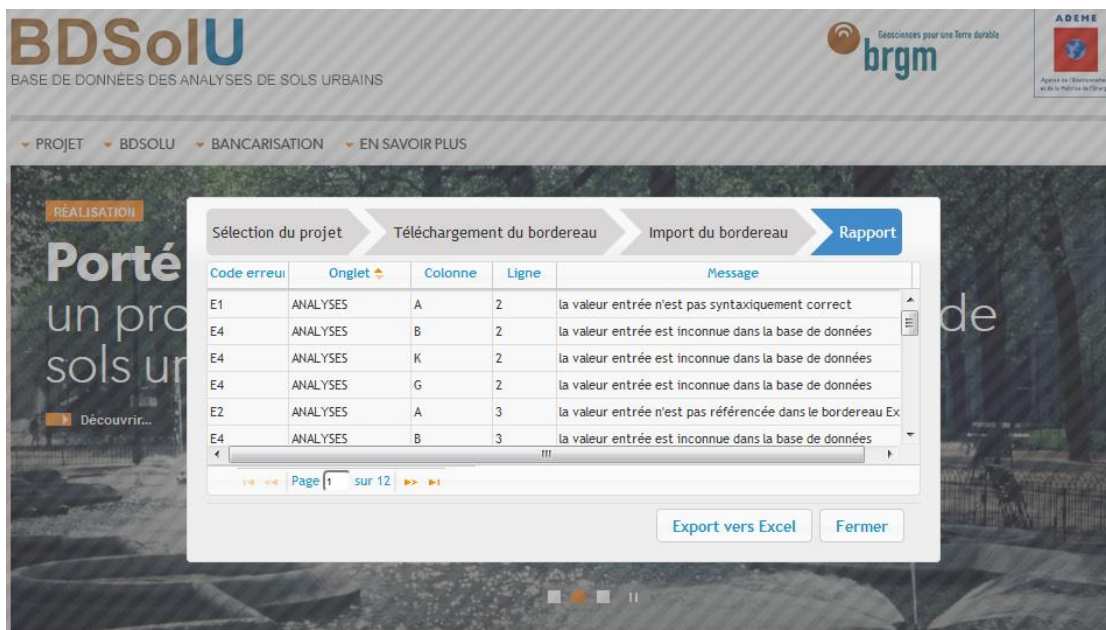 BDSolU
BASE DE DONNÉES DES ANALYSES DE SOLS URBAINS
Géosciences pour une Terre durable
brgm
ADEME
PROJET BDSOLU BANCARISATION EN SAVOIR PLUS
RÉALISATION
Porté
un pro de
sols ur
Découvrir...
Sélection du projet Téléchargement du bordereau Import du bordereau Rapport
Code erreur Onglet Colonne Ligne Message
E1 ANALYSES A 2 la valeur entrée n'est pas syntaxiquement correct
E4 ANALYSES B 2 la valeur entrée est inconnue dans la base de données
E4 ANALYSES K 2 la valeur entrée est inconnue dans la base de données
E4 ANALYSES G 2 la valeur entrée est inconnue dans la base de données
E2 ANALYSES A 3 la valeur entrée n'est pas référencée dans le bordereau Ex
E4 ANALYSES B 3 la valeur entrée est inconnue dans la base de données
Page 1 sur 12
Export vers Excel Fermer